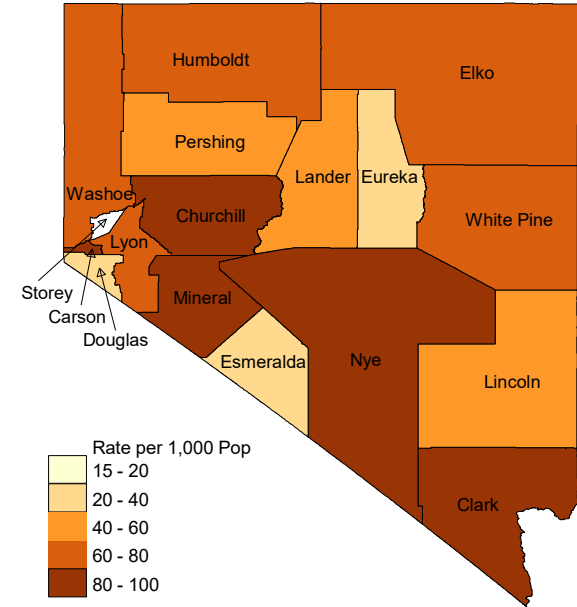 Humboldt
Elko
Pershing
Lander
Eureka
Washoe
Churchill
White Pine
Lyon
Storey
Carson
Douglas
Mineral
Esmeralda
Nye
Lincoln
Clark
Rate per 1,000 Pop
15 - 20
20 - 40
40 - 60
60 - 80
80 - 100